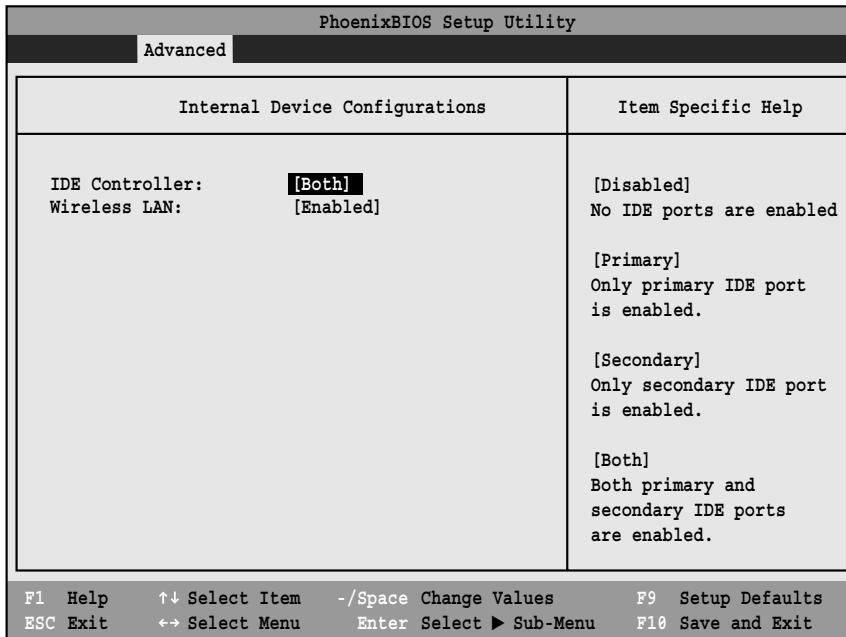 PhoenixBIOS Setup Utility
Advanced
Internal Device Configurations
Item Specific Help
IDE Controller: [Both]
Wireless LAN: [Enabled]
[Disabled]
No IDE ports are enabled
[Primary]
Only primary IDE port
is enabled.
[Secondary]
Only secondary IDE port
is enabled.
[Both]
Both primary and
secondary IDE ports
are enabled.
F1 Help ↑↓ Select Item -/Space Change Values F9 Setup Defaults
ESC Exit ←→ Select Menu Enter Select ▶ Sub-Menu F10 Save and Exit